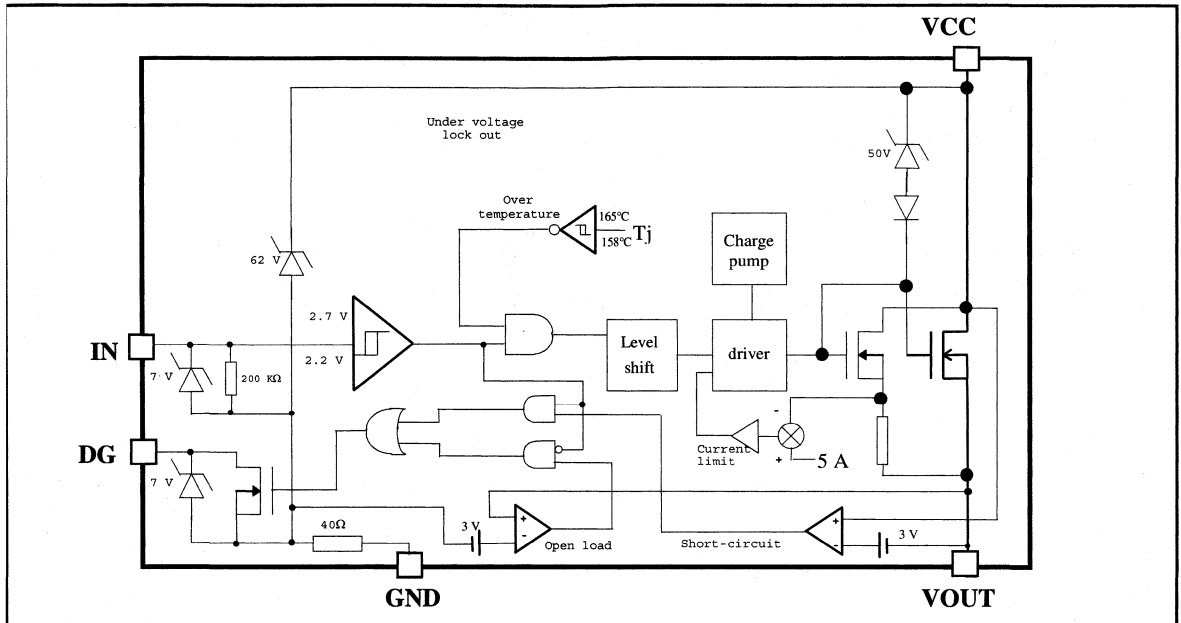 VCC
Under voltage
lock out
50V
Over
temperature
165°C
158°C
Tj
Charge
pump
62 V
2.7 V
2.2 V
IN
7 V
200 KΩ
Level
shift
driver
DG
7 V
-
+
Current
limit
5 A
40Ω
3 V
+
-
Open load
Short-circuit
+
-
3 V
GND
VOUT